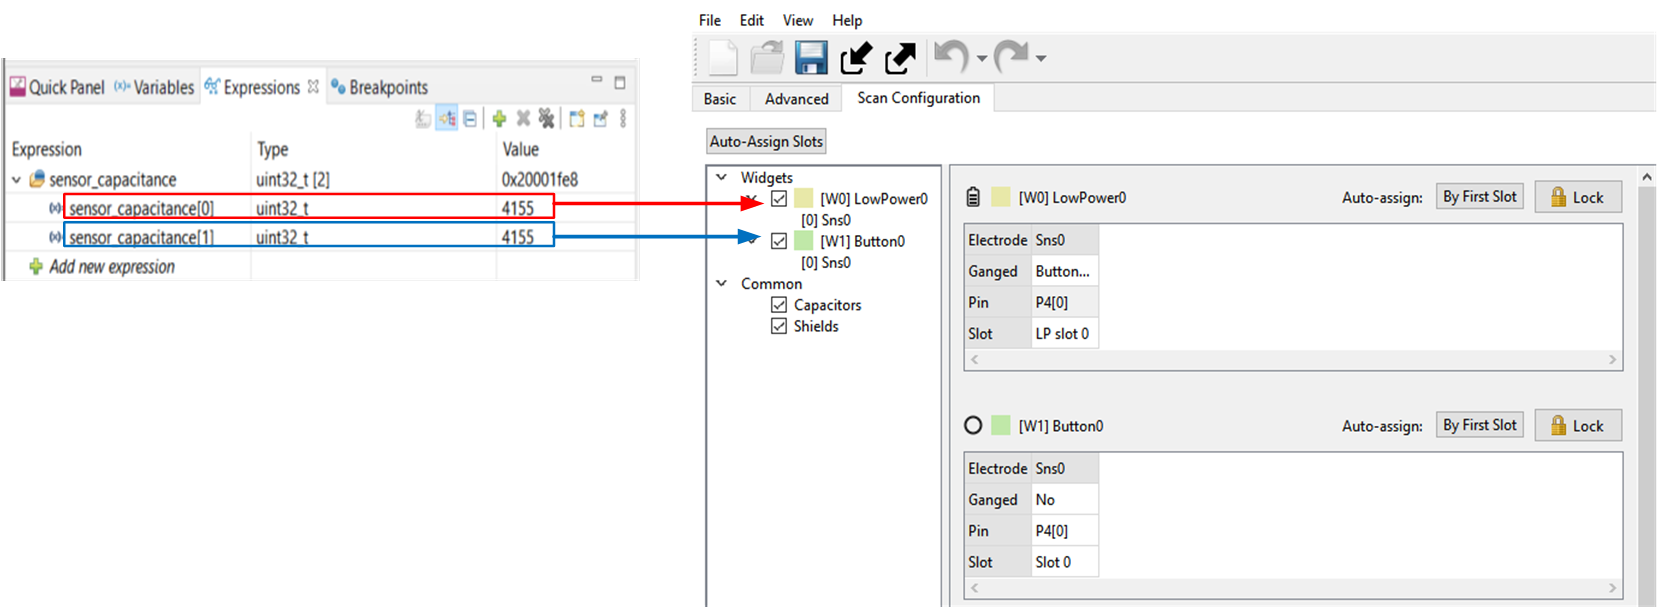 Quick Panel (x)= Variables Expressions Breakpoints
Expression Type Value
sensor_capacitance uint32_t [2] 0x20001fe8
(x) sensor_capacitance[0] uint32_t 4155
(x) sensor_capacitance[1] uint32_t 4155
Add new expression
File Edit View Help
Basic Advanced Scan Configuration
Auto-Assign Slots
Widgets
[W0] LowPower0
[0] Sns0
[W1] Button0
[0] Sns0
Common
Capacitors
Shields
[W0] LowPower0 Auto-assign: By First Slot Lock
Electrode Sns0
Ganged Button...
Pin P4[0]
Slot LP slot 0
[W1] Button0 Auto-assign: By First Slot Lock
Electrode Sns0
Ganged No
Pin P4[0]
Slot Slot 0